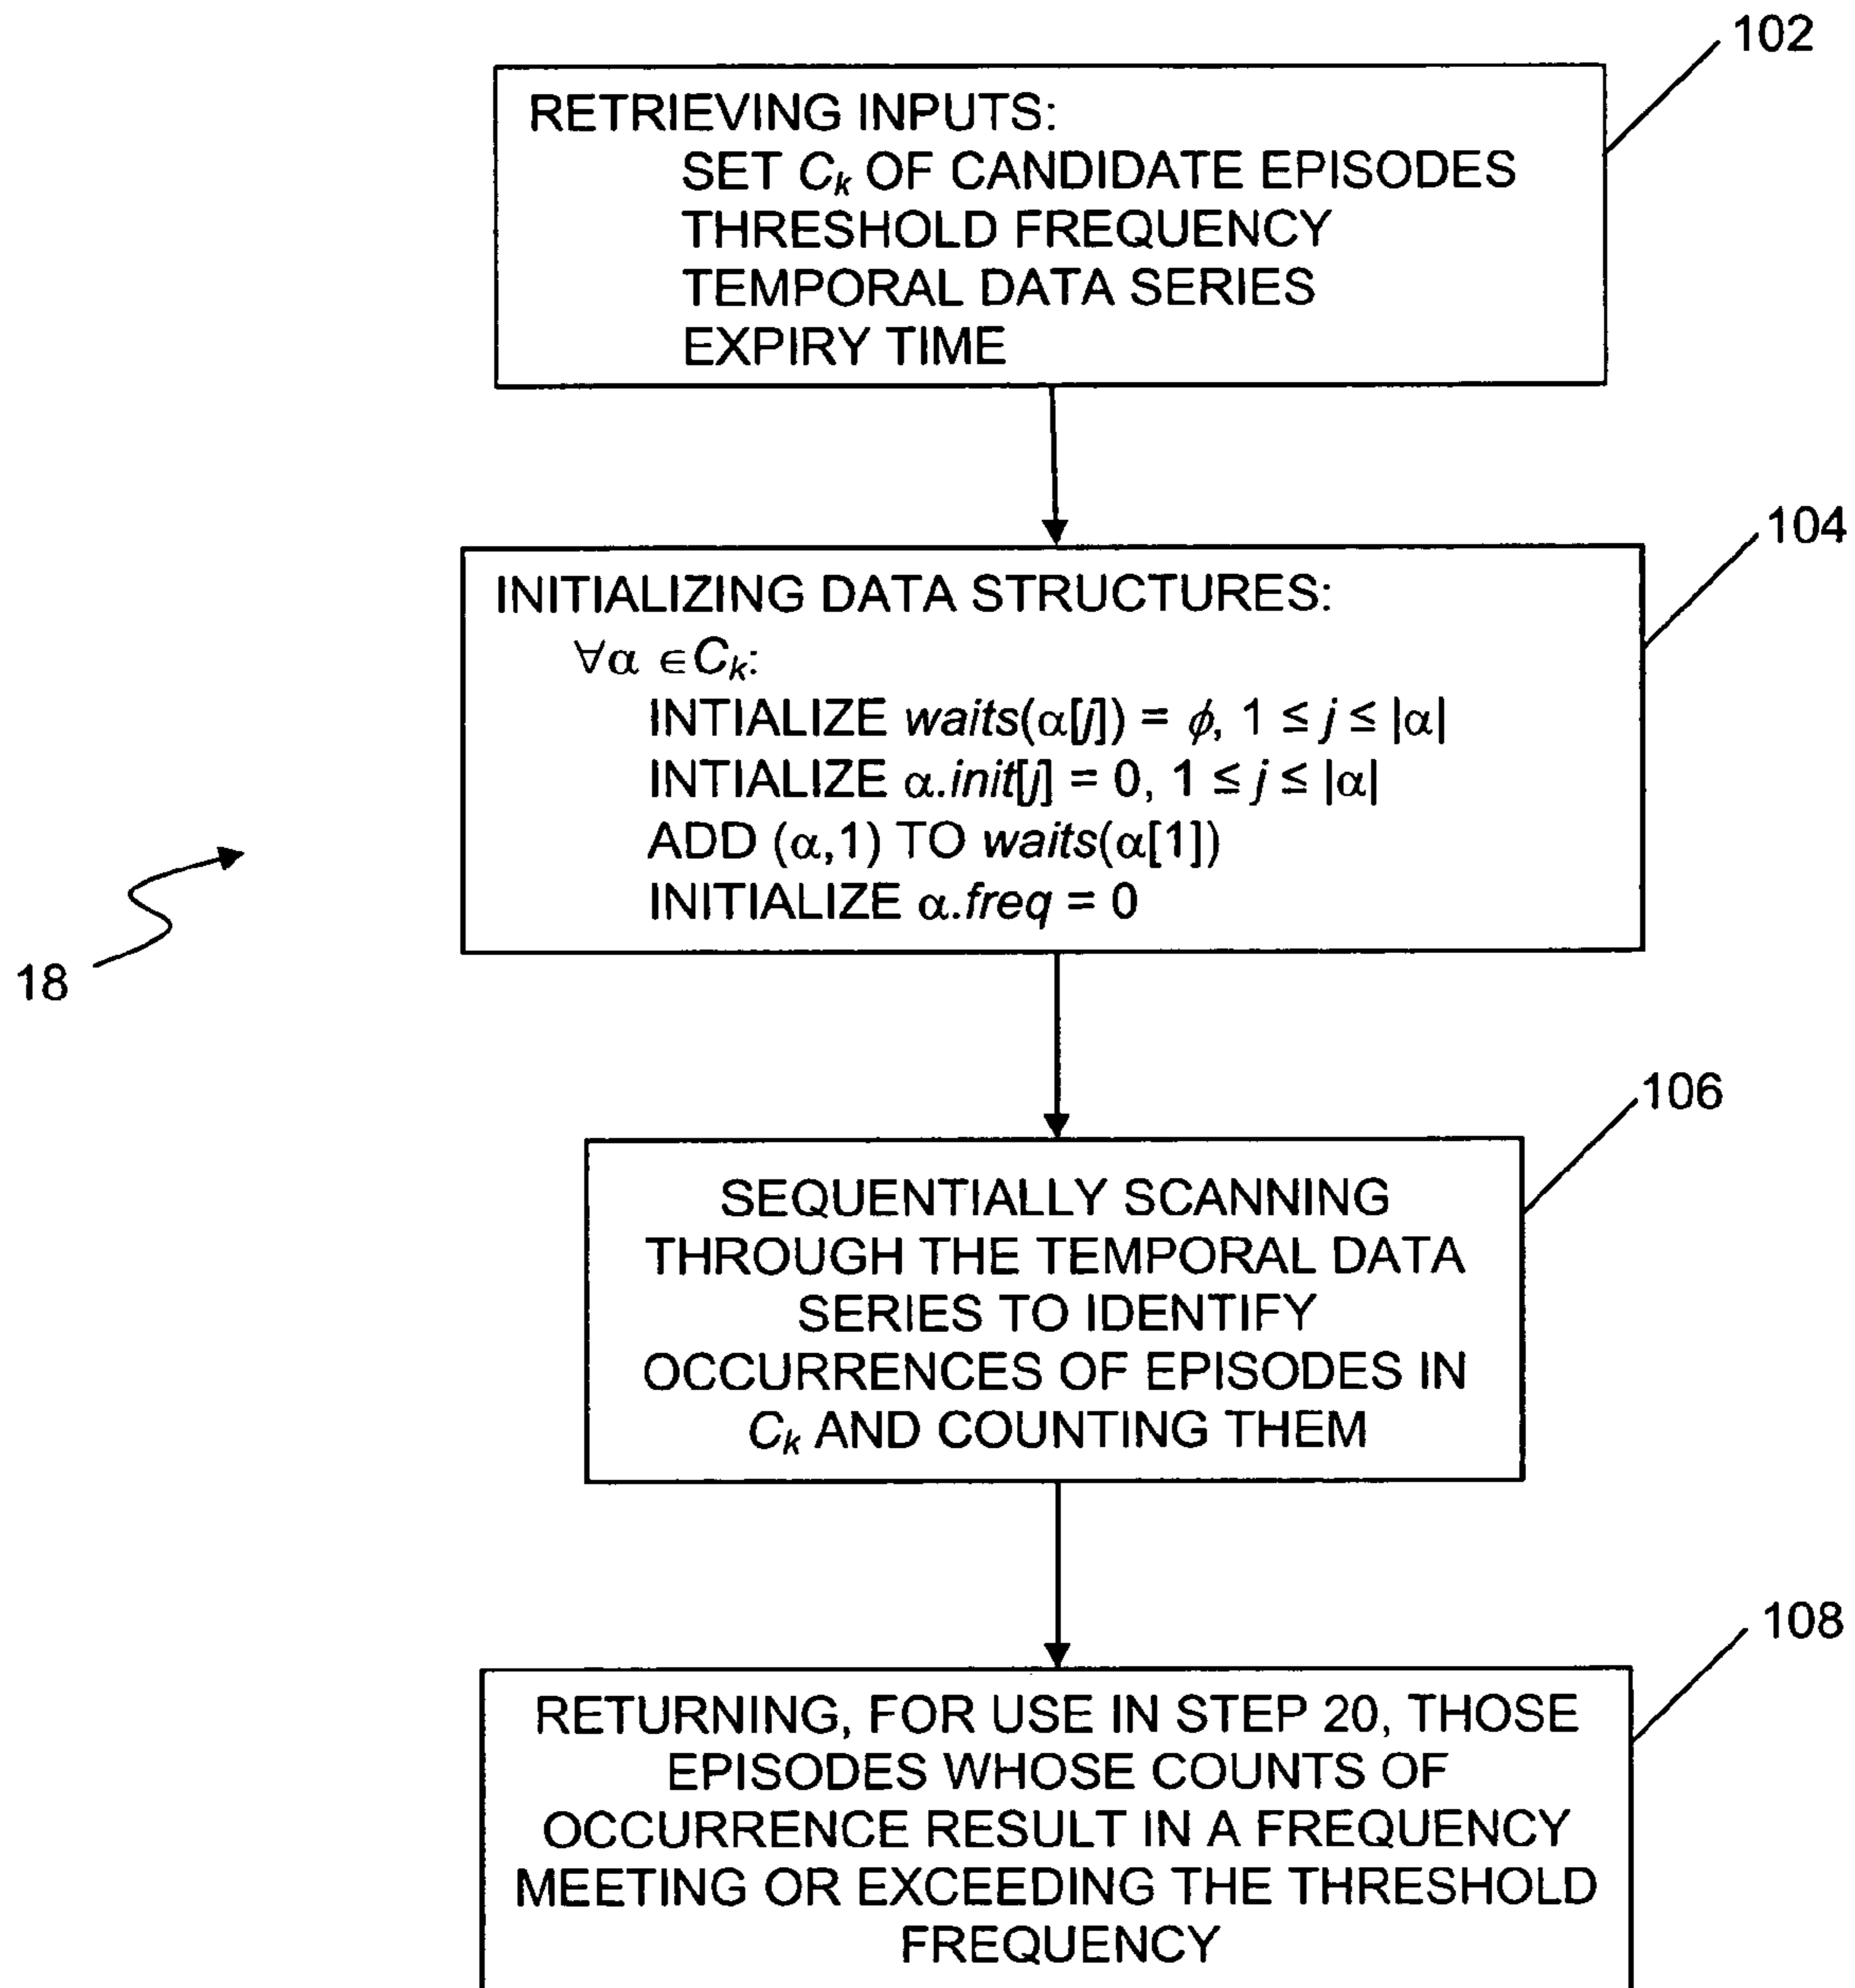 102
RETRIEVING INPUTS:
SET Ck OF CANDIDATE EPISODES
THRESHOLD FREQUENCY
TEMPORAL DATA SERIES
EXPIRY TIME
104
INITIALIZING DATA STRUCTURES:
∀α ∈Ck:
INTIALIZE waits(α[j]) = ϕ, 1 ≤ j ≤ |α|
INTIALIZE α.init[j] = 0, 1 ≤ j ≤ |α|
ADD (α,1) TO waits(α[1])
INITIALIZE α.freq = 0
18
106
SEQUENTIALLY SCANNING
THROUGH THE TEMPORAL DATA
SERIES TO IDENTIFY
OCCURRENCES OF EPISODES IN
Ck AND COUNTING THEM
108
RETURNING, FOR USE IN STEP 20, THOSE
EPISODES WHOSE COUNTS OF
OCCURRENCE RESULT IN A FREQUENCY
MEETING OR EXCEEDING THE THRESHOLD
FREQUENCY